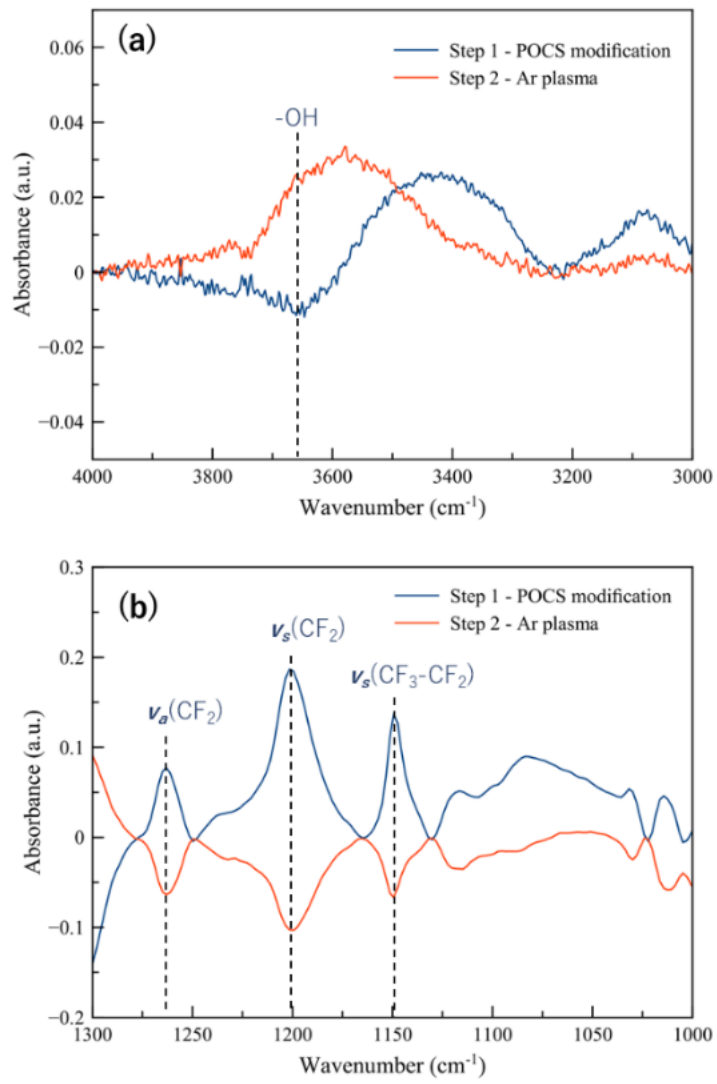 (a)
Step 1 - POCS modification
Step 2 - Ar plasma
-OH
0.06
0.04
0.02
0
−0.02
−0.04
Absorbance (a.u.)
4000 3800 3600 3400 3200 3000
Wavenumber (cm⁻¹)
(b)
Step 1 - POCS modification
Step 2 - Ar plasma
νₐ(CF₂)
νₛ(CF₂)
νₛ(CF₃-CF₂)
0.3
0.2
0.1
0
−0.1
−0.2
Absorbance (a.u.)
1300 1250 1200 1150 1100 1050 1000
Wavenumber (cm⁻¹)